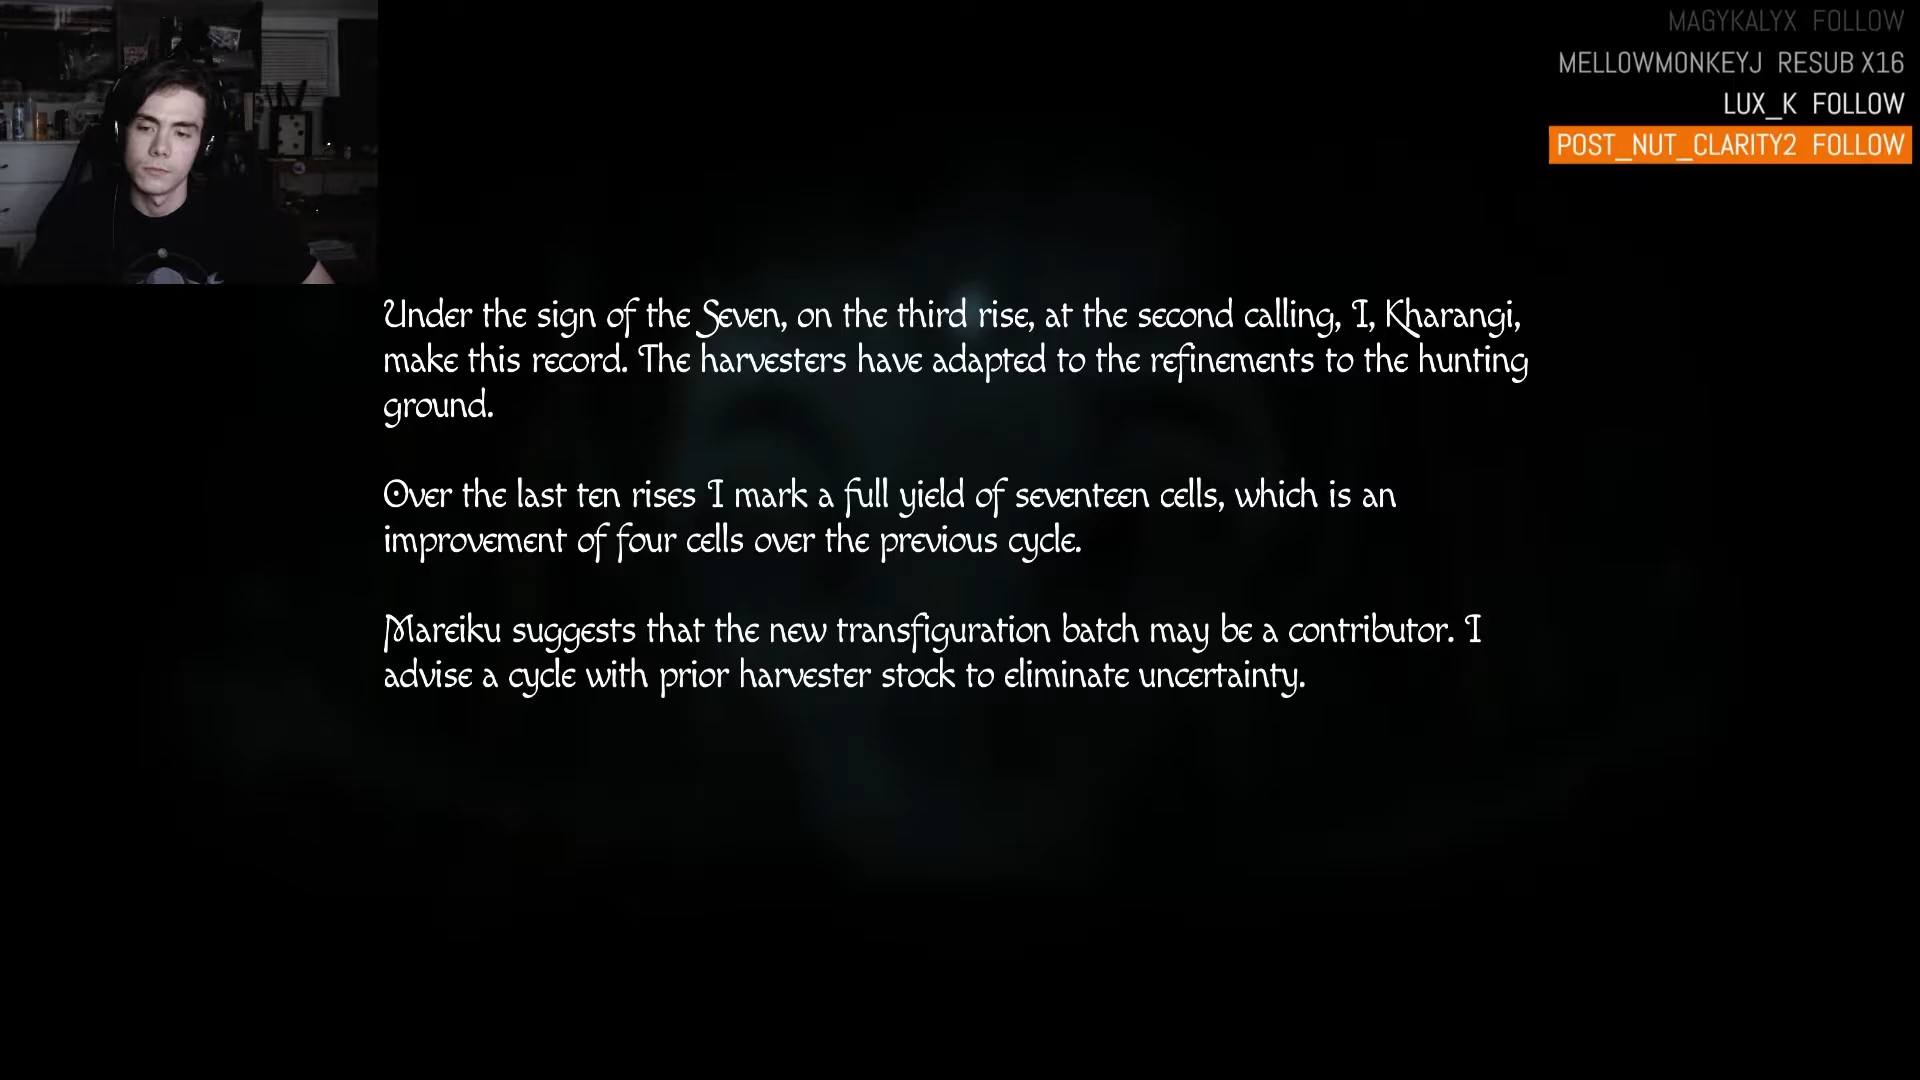 MAGYKALYX FOLLOW
MELLOWMONKEYJ RESUB X16
LUX_K FOLLOW
POST_NUT_CLARITY2 FOLLOW
Under the sign of the Seven, on the third rise, at the second calling, I, Kharangi,
make this record. The harvesters have adapted to the refinements to the hunting
ground.
Over the last ten rises I mark a full yield of seventeen cells, which is an
improvement of four cells over the previous cycle.
Mareiku suggests that the new transfiguration batch may be a contributor. I
advise a cycle with prior harvester stock to eliminate uncertainty.